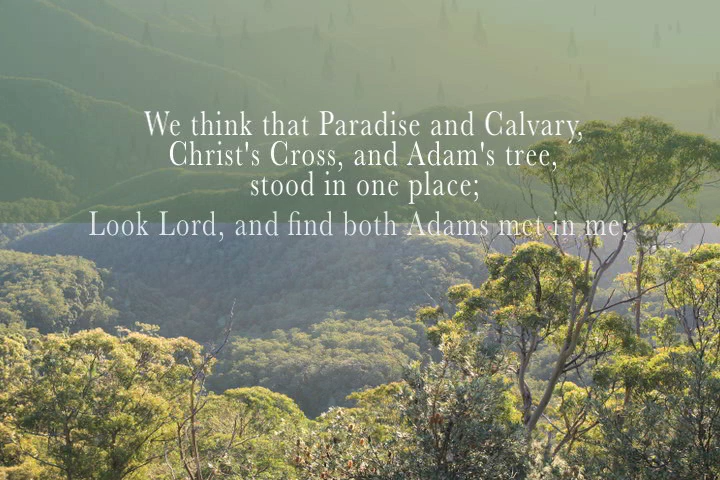 We think that Paradise and Calvary,
Christ's Cross, and Adam's tree,
stood in one place;
Look Lord, and find both Adams met in me;